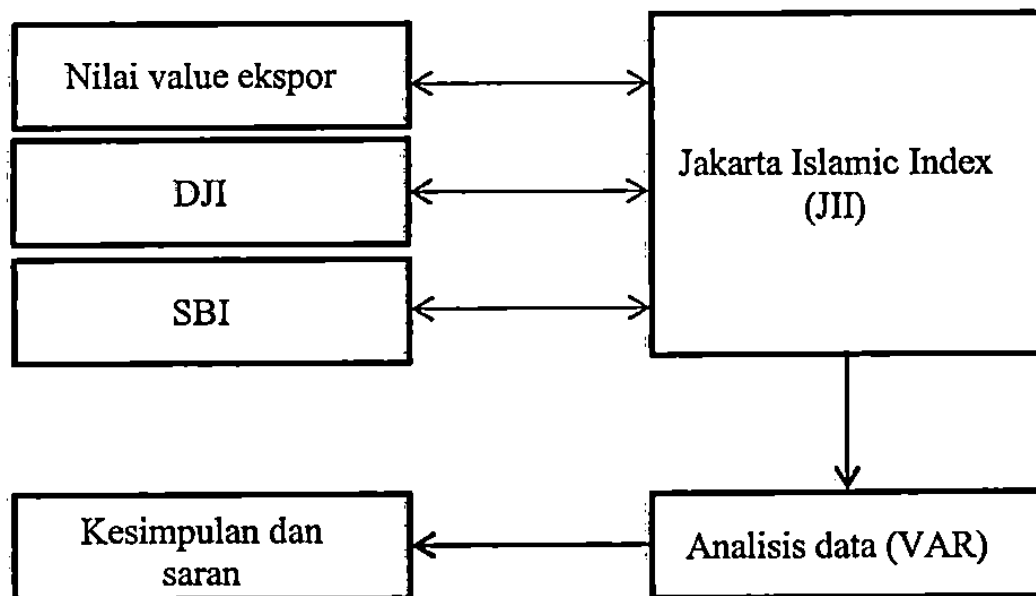 Nilai value ekspor
DJI
SBI
Jakarta Islamic Index
(JII)
Kesimpulan dan
saran
Analisis data (VAR)